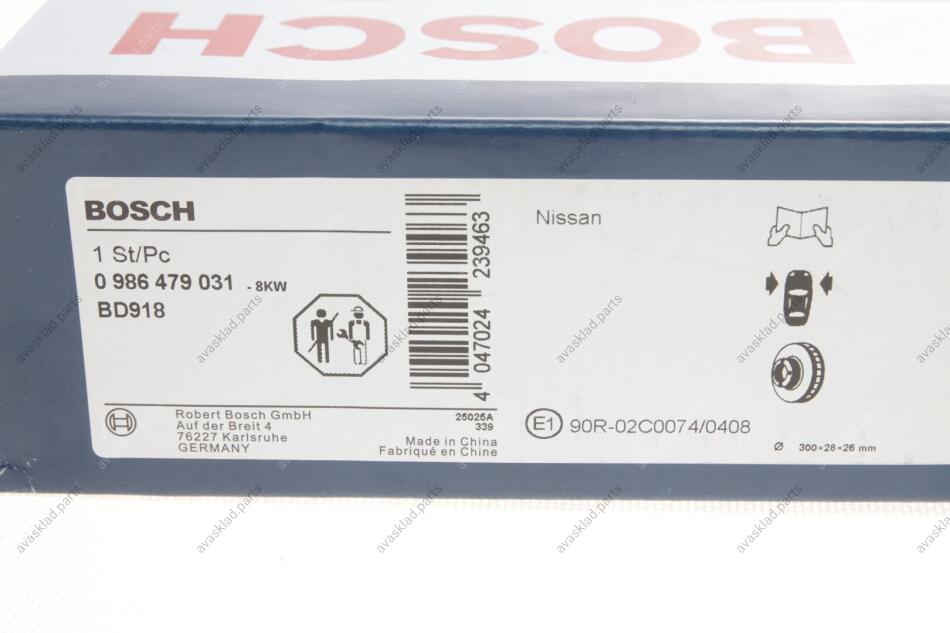 BOSCH
BOSCH
1 St/Pc
0 986 479 031 - 8KW
BD918
4 047024 239463
Robert Bosch GmbH
Auf der Breit 4
76227 Karlsruhe
GERMANY
25025A
339
Made in China
Fabriqué en Chine
Nissan
E1 90R-02C0074/0408
Ø 300×28×26 mm
avasklad.parts